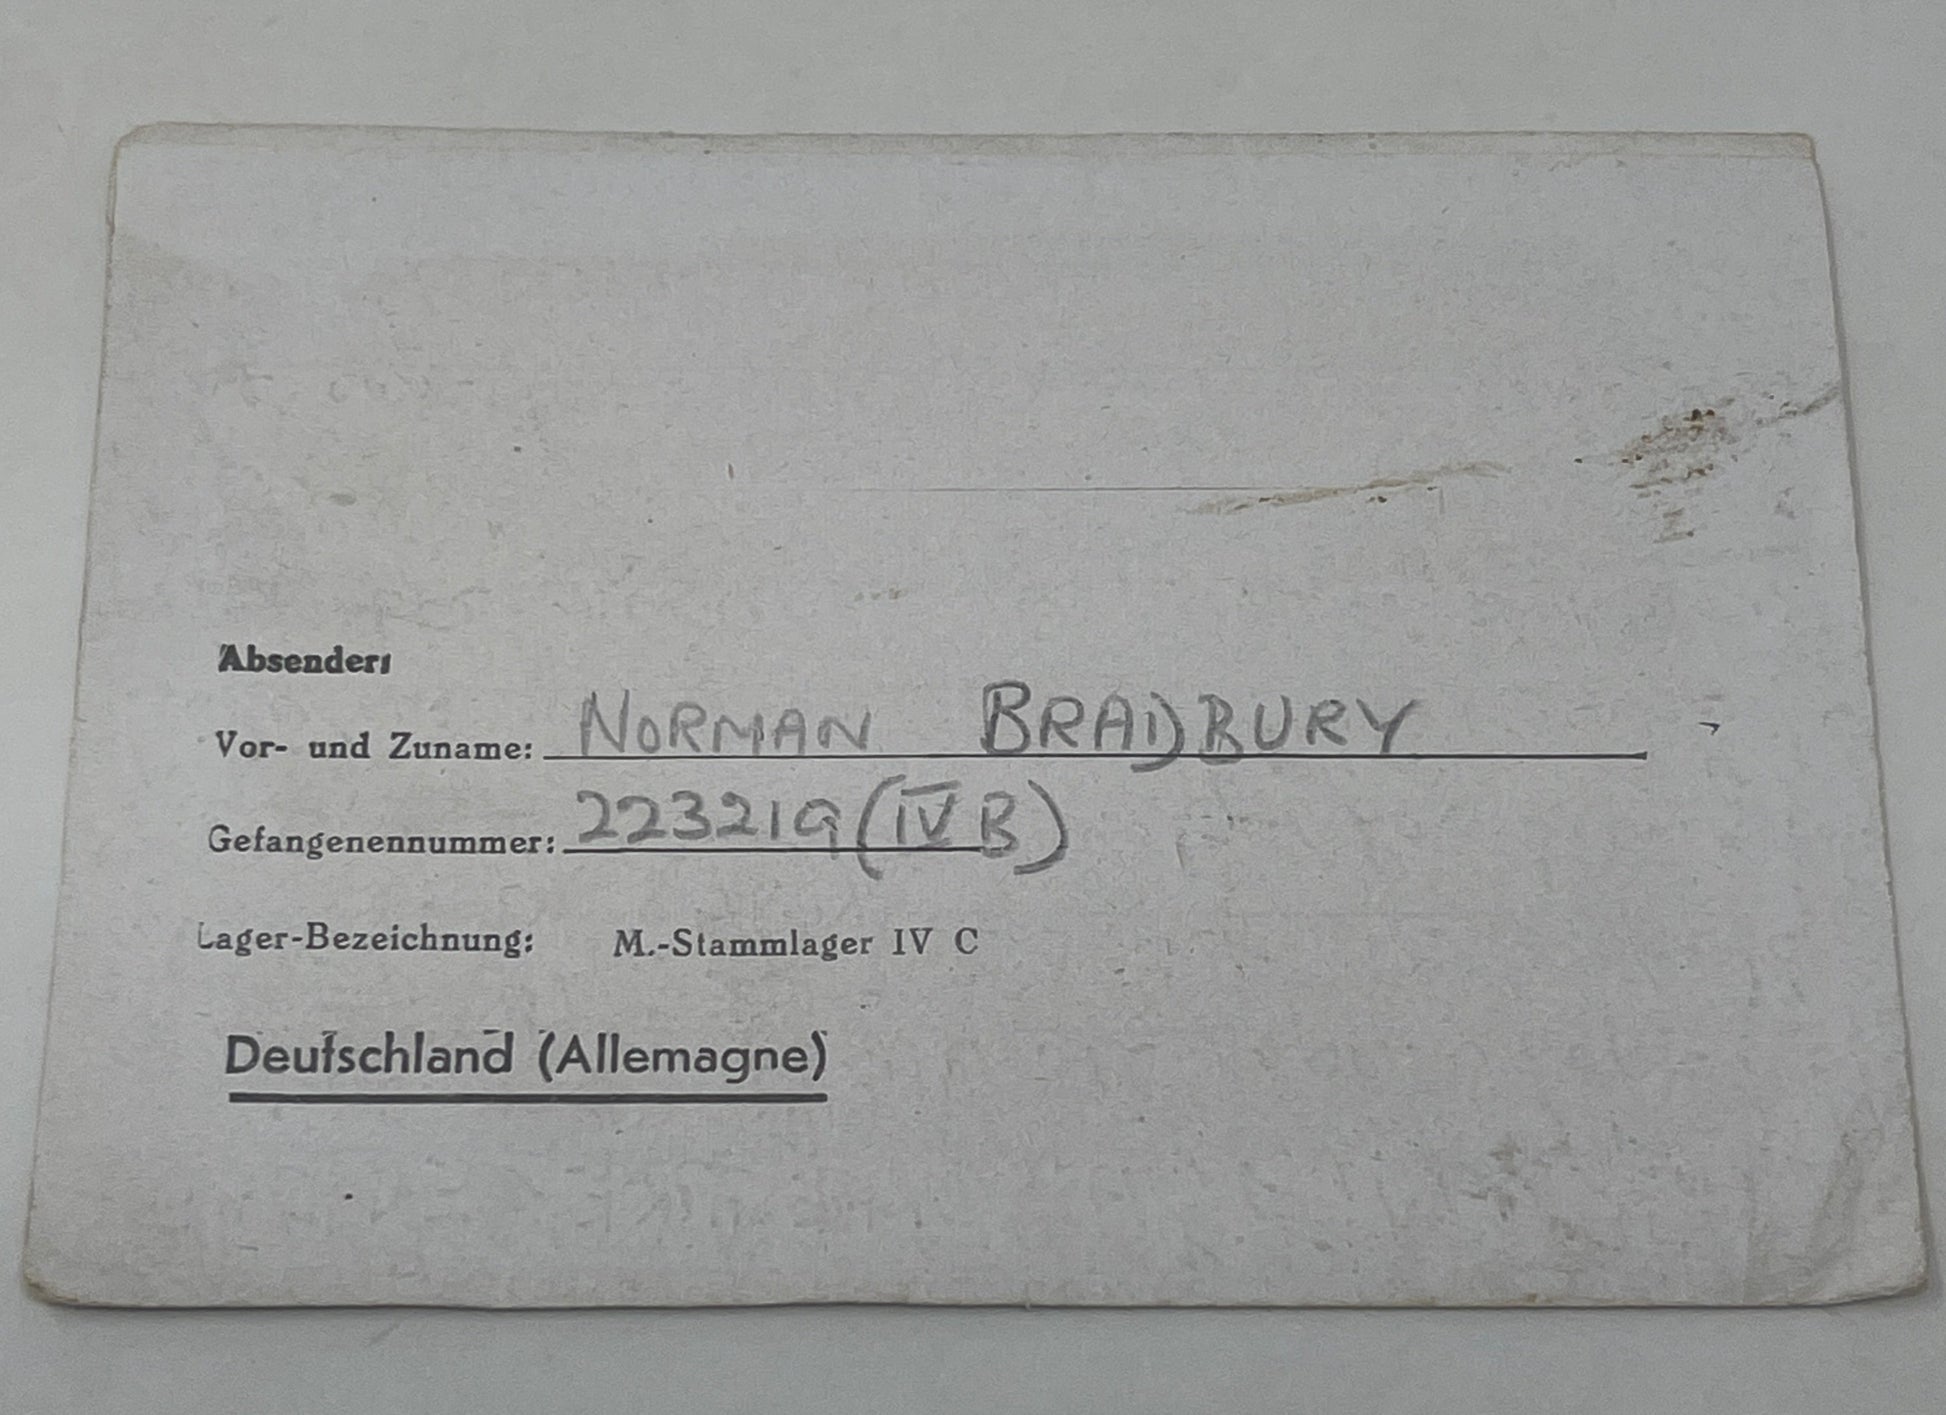 Absender:
Vor- und Zuname: NORMAN BRADBURY
Gefangenennummer: 223219 (IV B)
Lager-Bezeichnung: M.-Stammlager IV C
Deutschland (Allemagne)